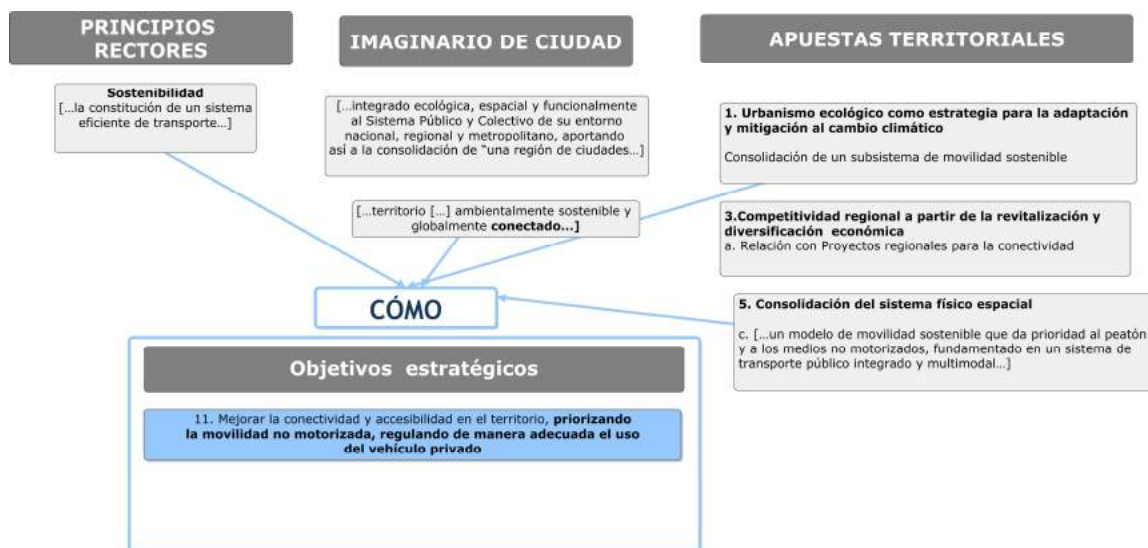 PRINCIPIOS
RECTORES
Sostenibilidad
[…la constitución de un sistema
eficiente de transporte…]
IMAGINARIO DE CIUDAD
[…integrado ecológica, espacial y funcionalmente
al Sistema Público y Colectivo de su entorno
nacional, regional y metropolitano, aportando
así a la consolidación de “una región de ciudades…]
[…territorio […] ambientalmente sostenible y
globalmente conectado…]
APUESTAS TERRITORIALES
1. Urbanismo ecológico como estrategia para la adaptación
y mitigación al cambio climático
Consolidación de un subsistema de movilidad sostenible
3.Competitividad regional a partir de la revitalización y
diversificación económica
a. Relación con Proyectos regionales para la conectividad
5. Consolidación del sistema físico espacial
c. […un modelo de movilidad sostenible que da prioridad al peatón
y a los medios no motorizados, fundamentado en un sistema de
transporte público integrado y multimodal…]
CÓMO
Objetivos estratégicos
11. Mejorar la conectividad y accesibilidad en el territorio, priorizando
la movilidad no motorizada, regulando de manera adecuada el uso
del vehículo privado